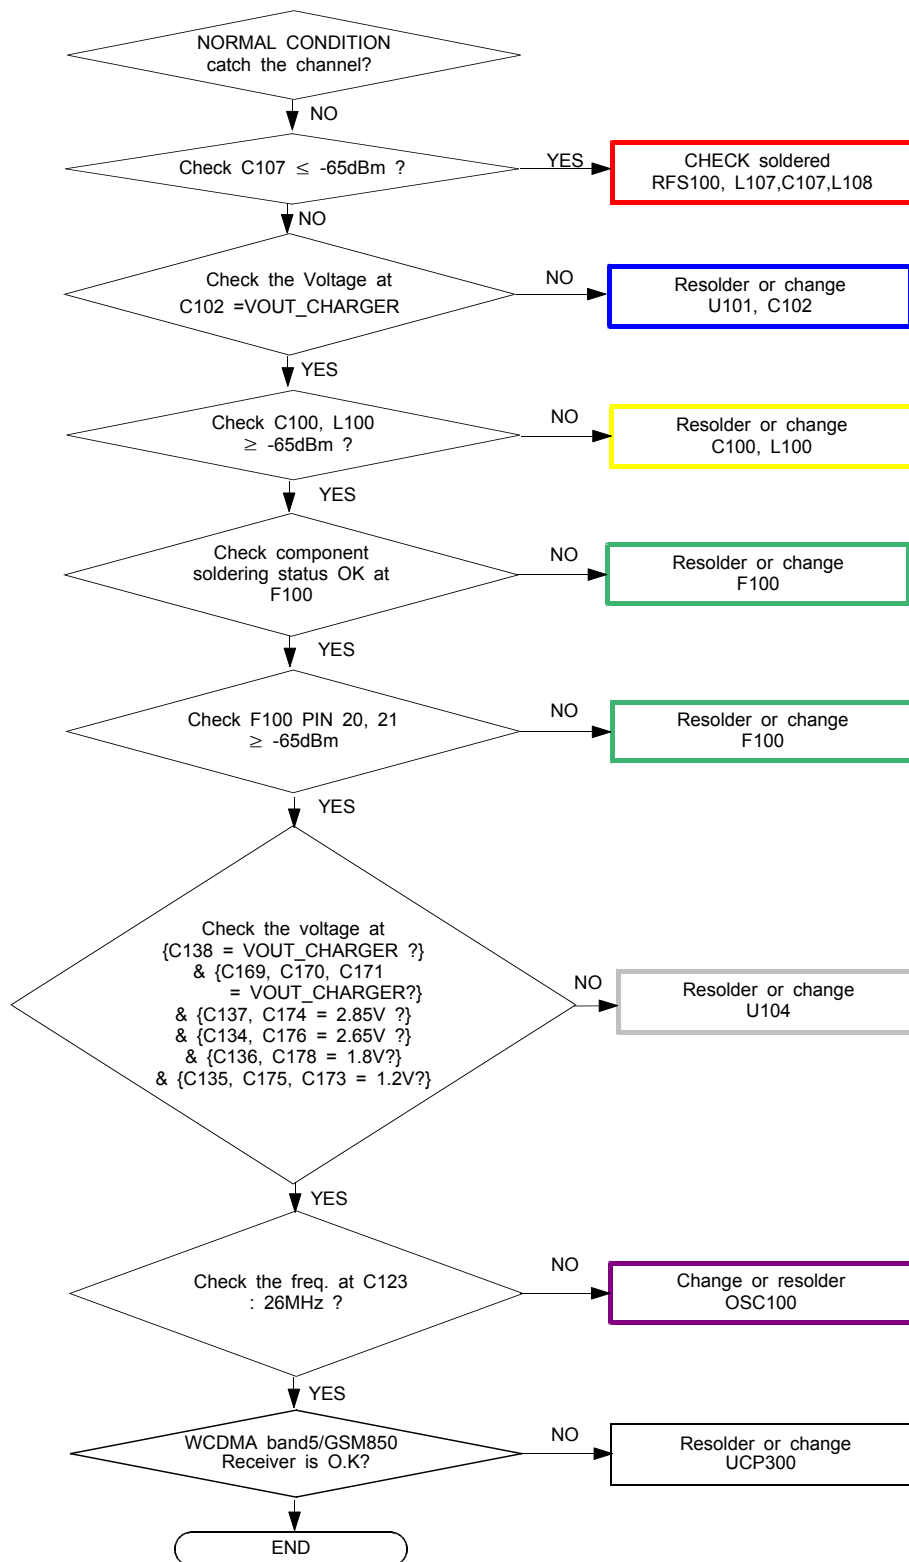 NORMAL CONDITION
catch the channel?
NO
Check C107 ≤ -65dBm ?
YES
CHECK soldered
RFS100, L107,C107,L108
NO
Check the Voltage at
C102 =VOUT_CHARGER
NO
Resolder or change
U101, C102
YES
Check C100, L100
≥ -65dBm ?
NO
Resolder or change
C100, L100
YES
Check component
soldering status OK at
F100
NO
Resolder or change
F100
YES
Check F100 PIN 20, 21
≥ -65dBm
NO
Resolder or change
F100
YES
Check the voltage at
{C138 = VOUT_CHARGER ?}
& {C169, C170, C171
= VOUT_CHARGER?}
& {C137, C174 = 2.85V ?}
& {C134, C176 = 2.65V ?}
& {C136, C178 = 1.8V?}
& {C135, C175, C173 = 1.2V?}
NO
Resolder or change
U104
YES
Check the freq. at C123
: 26MHz ?
NO
Change or resolder
OSC100
YES
WCDMA band5/GSM850
Receiver is O.K?
NO
Resolder or change
UCP300
END